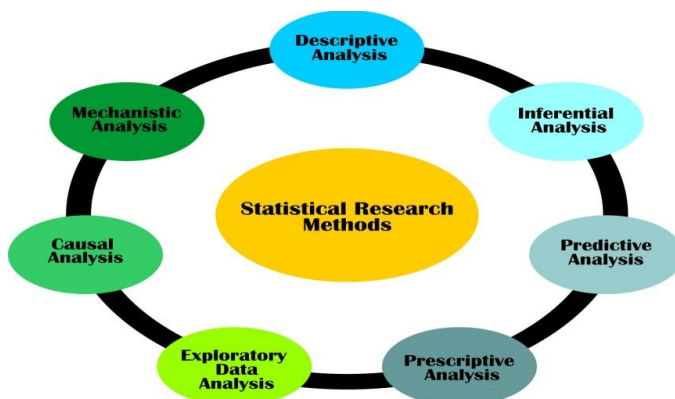 Descriptive
Analysis
Mechanistic
Analysis
Inferential
Analysis
Statistical Research
Methods
Causal
Analysis
Predictive
Analysis
Exploratory
Data
Analysis
Prescriptive
Analysis